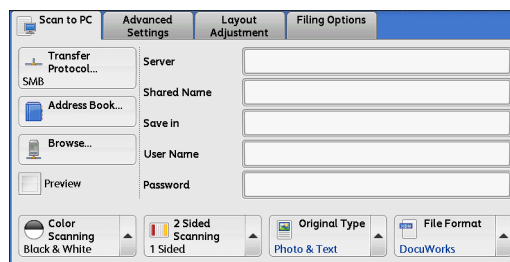 Scan to PC
Advanced
Settings
Layout
Adjustment
Filing Options
Transfer
Protocol...
SMB
Address Book...
Browse...
Preview
Server
Shared Name
Save in
User Name
Password
Color
Scanning
Black & White
2 Sided
Scanning
1 Sided
Original Type
Photo & Text
File Format
DocuWorks